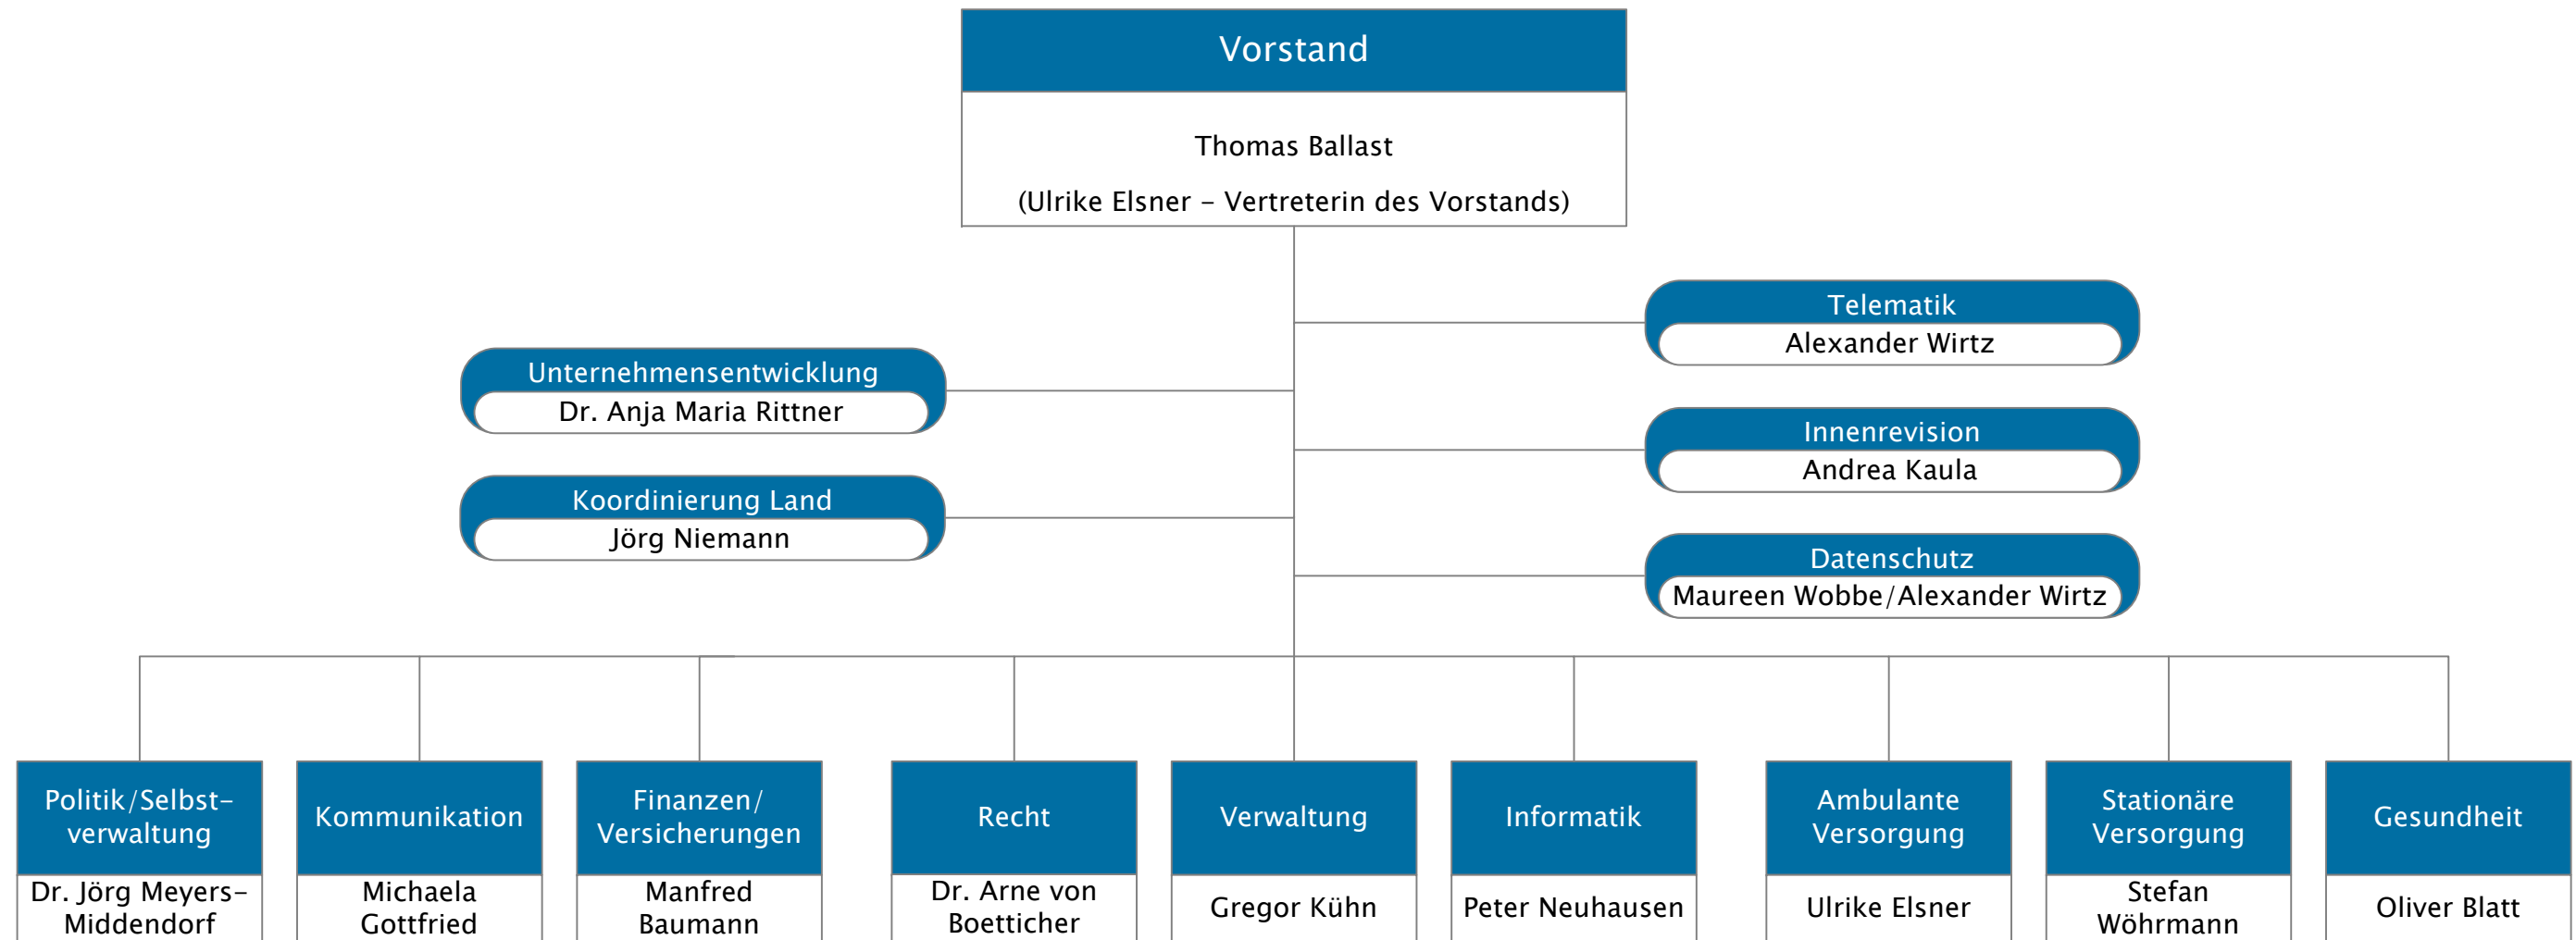 Vorstand
Thomas Ballast
(Ulrike Elsner – Vertreterin des Vorstands)
Telematik
Alexander Wirtz
Unternehmensentwicklung
Dr. Anja Maria Rittner
Innenrevision
Andrea Kaula
Koordinierung Land
Jörg Niemann
Datenschutz
Maureen Wobbe/Alexander Wirtz
Politik/Selbst–
verwaltung
Dr. Jörg Meyers–
Middendorf
Kommunikation
Michaela
Gottfried
Finanzen/
Versicherungen
Manfred
Baumann
Recht
Dr. Arne von
Boetticher
Verwaltung
Gregor Kühn
Informatik
Peter Neuhausen
Ambulante
Versorgung
Ulrike Elsner
Stationäre
Versorgung
Stefan
Wöhrmann
Gesundheit
Oliver Blatt